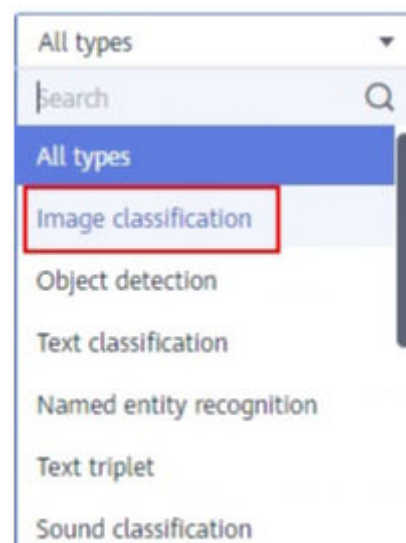 All types
Search
All types
Image classification
Object detection
Text classification
Named entity recognition
Text triplet
Sound classification